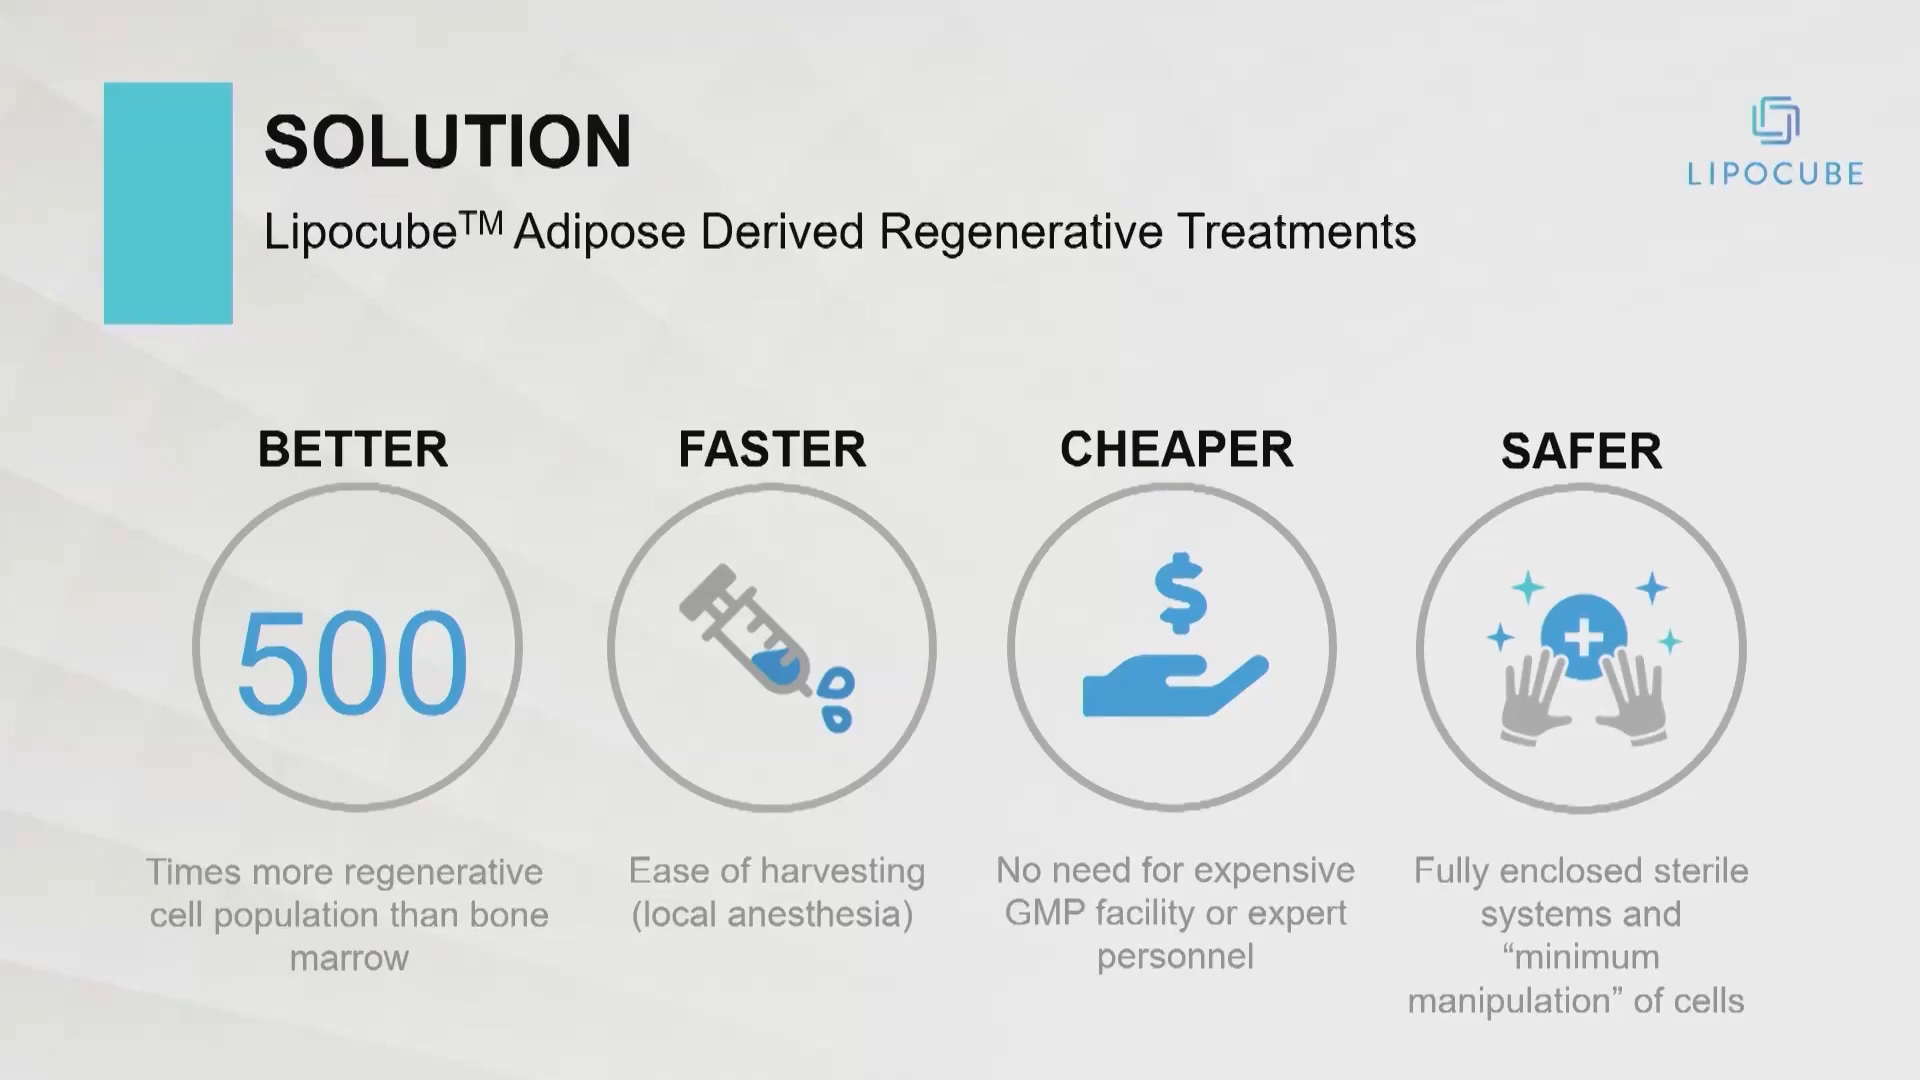 SOLUTION
Lipocube™ Adipose Derived Regenerative Treatments
LIPOCUBE
BETTER
500
Times more regenerative
cell population than bone
marrow
FASTER
Ease of harvesting
(local anesthesia)
CHEAPER
$
No need for expensive
GMP facility or expert
personnel
SAFER
Fully enclosed sterile
systems and
“minimum
manipulation” of cells